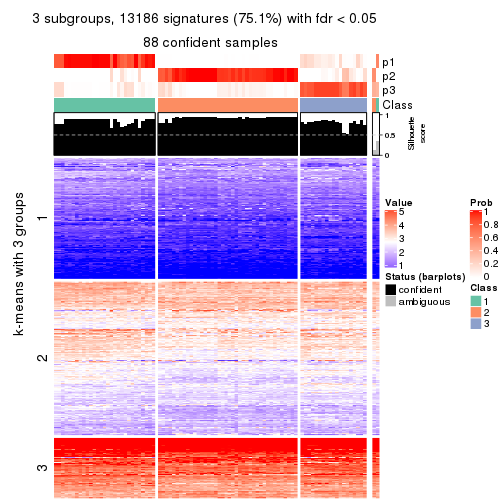 3 subgroups, 13186 signatures (75.1%) with fdr < 0.05
88 confident samples
p1
p2
p3
Class
1
0.5
0
Silhouette
score
k-means with 3 groups
1
2
3
Value
5
4
3
2
1
Status (barplots)
confident
ambiguous
Prob
1
0.8
0.6
0.4
0.2
0
Class
1
2
3